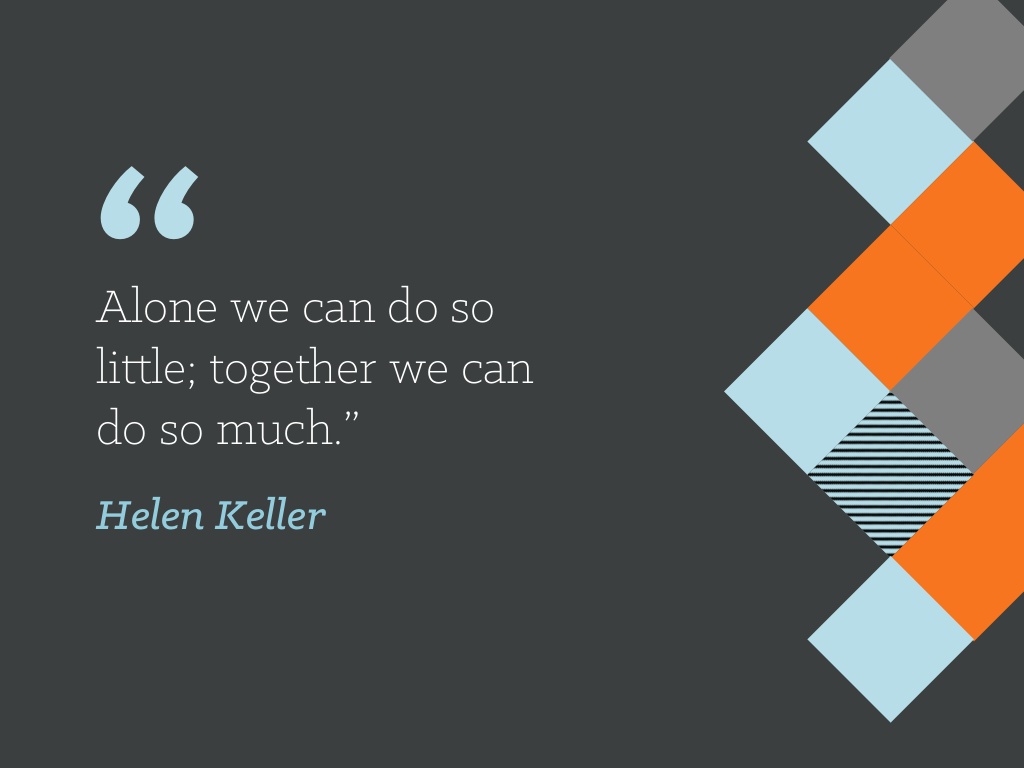 “
Alone we can do so
little; together we can
do so much.”
Helen Keller